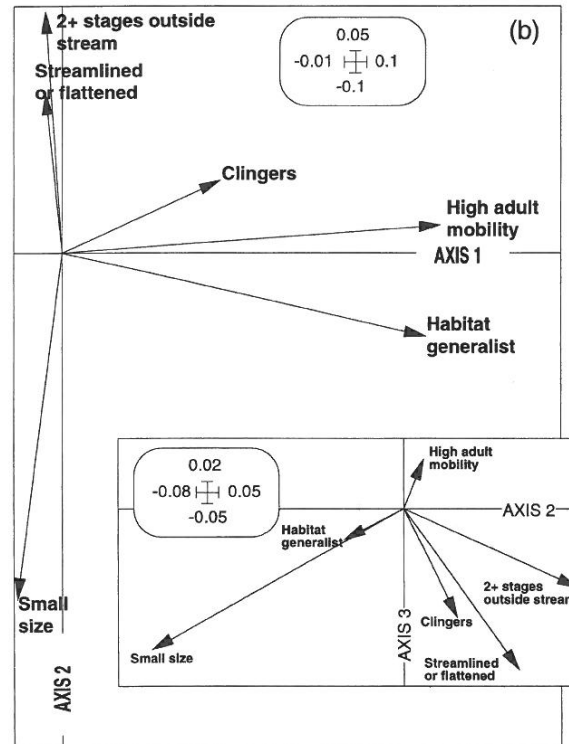 2+ stages outside
stream
Streamlined
or flattened
0.05
-0.01 0.1
-0.1
(b)
Clingers
High adult
mobility
AXIS 1
Habitat
generalist
Small
size
AXIS 2
0.02
-0.08 0.05
-0.05
High adult
mobility
AXIS 2
Habitat
generalist
2+ stages
outside stream
Clingers
AXIS 3
Small size
Streamlined
or flattened